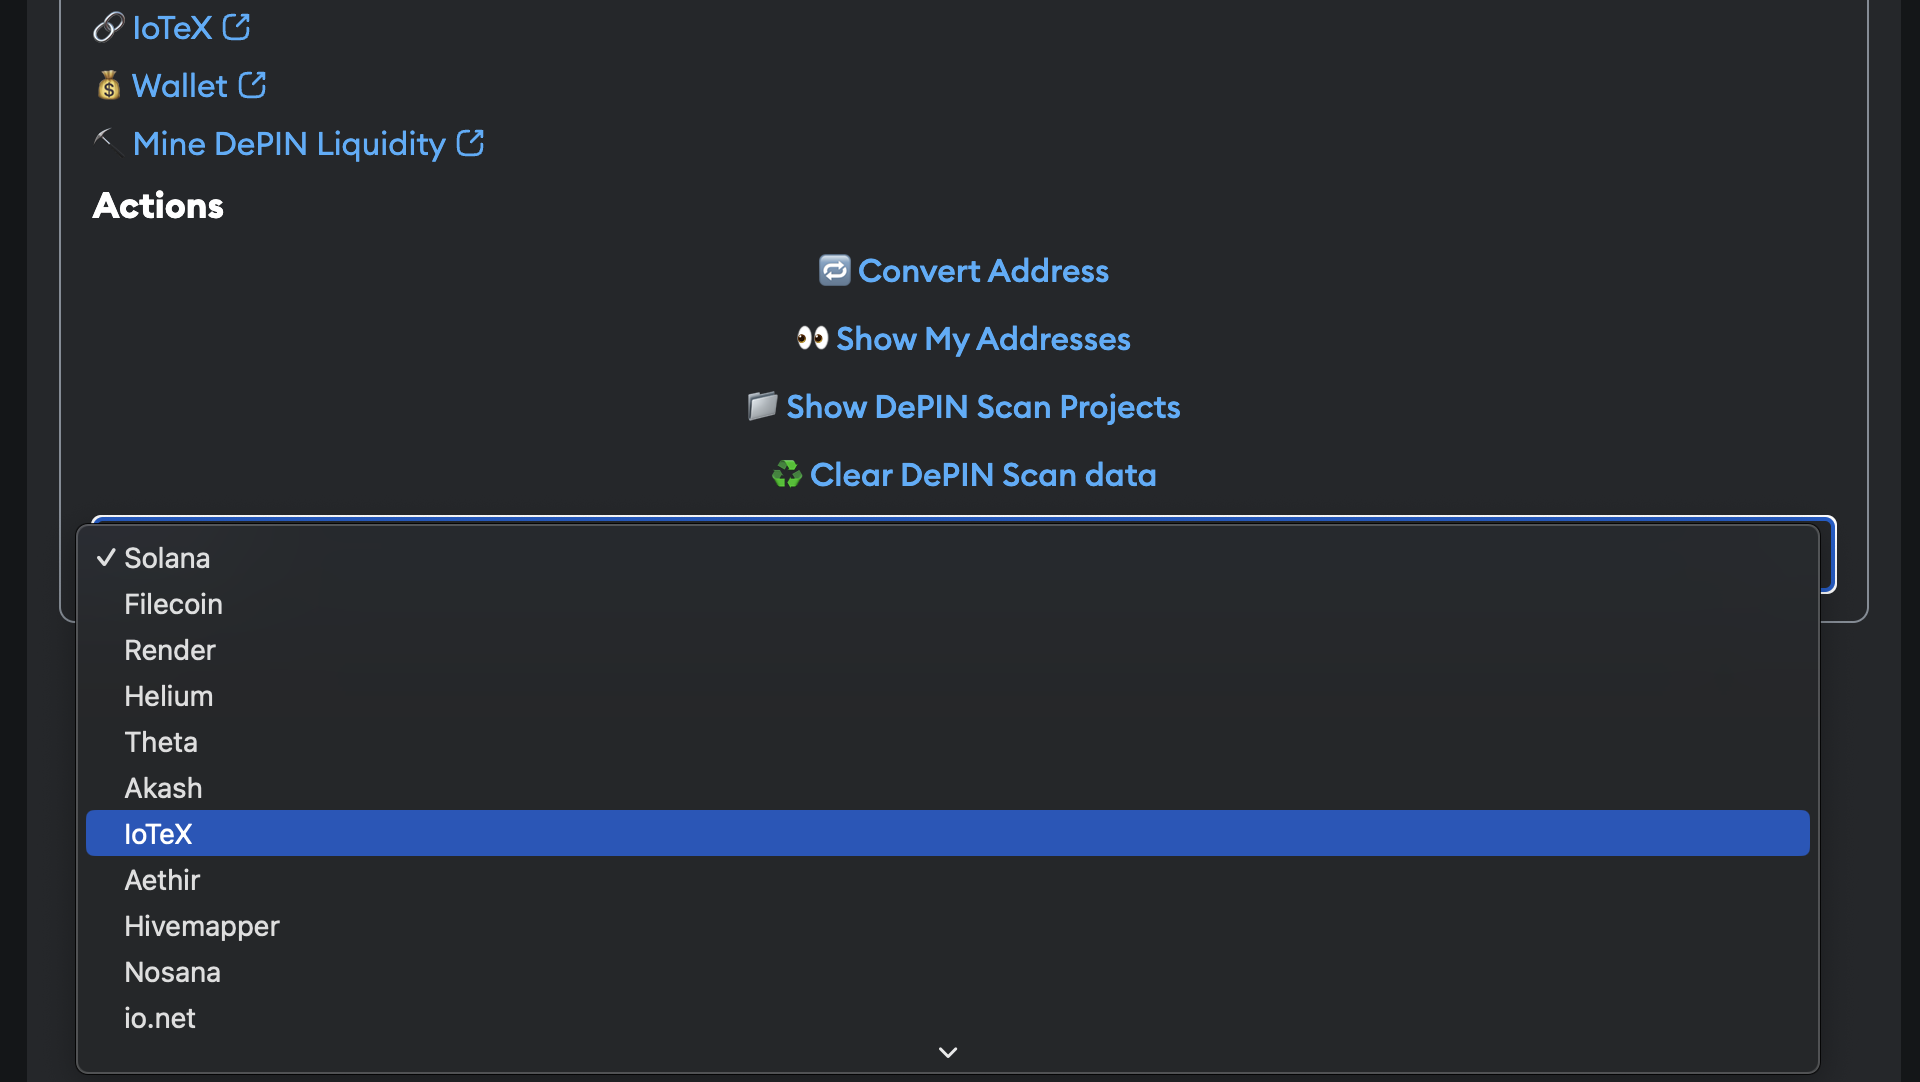 IoTeX
Wallet
Mine DePIN Liquidity
Actions
Convert Address
Show My Addresses
Show DePIN Scan Projects
Clear DePIN Scan data
Solana
Filecoin
Render
Helium
Theta
Akash
IoTeX
Aethir
Hivemapper
Nosana
io.net